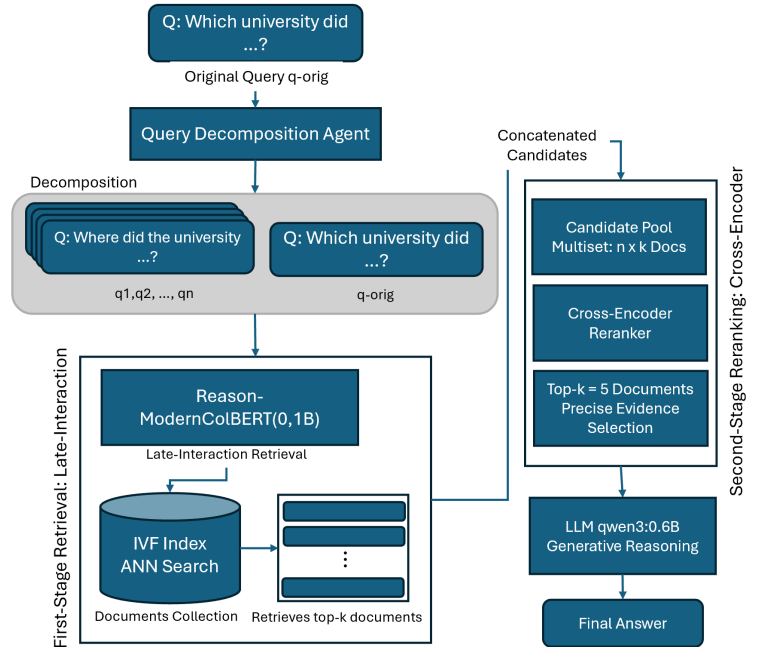 Q: Which university did
...?
Original Query q-orig
Query Decomposition Agent
Decomposition
Q: Where did the university
...?
q1,q2, ..., qn
Q: Which university did
...?
q-orig
First-Stage Retrieval: Late-Interaction
Reason-
ModernColBERT(0,1B)
Late-Interaction Retrieval
IVF Index
ANN Search
Documents Collection
⋮
Retrieves top-k documents
Concatenated
Candidates
Second-Stage Reranking: Cross-Encoder
Candidate Pool
Multiset: n x k Docs
Cross-Encoder
Reranker
Top-k = 5 Documents
Precise Evidence
Selection
LLM qwen3:0.6B
Generative Reasoning
Final Answer